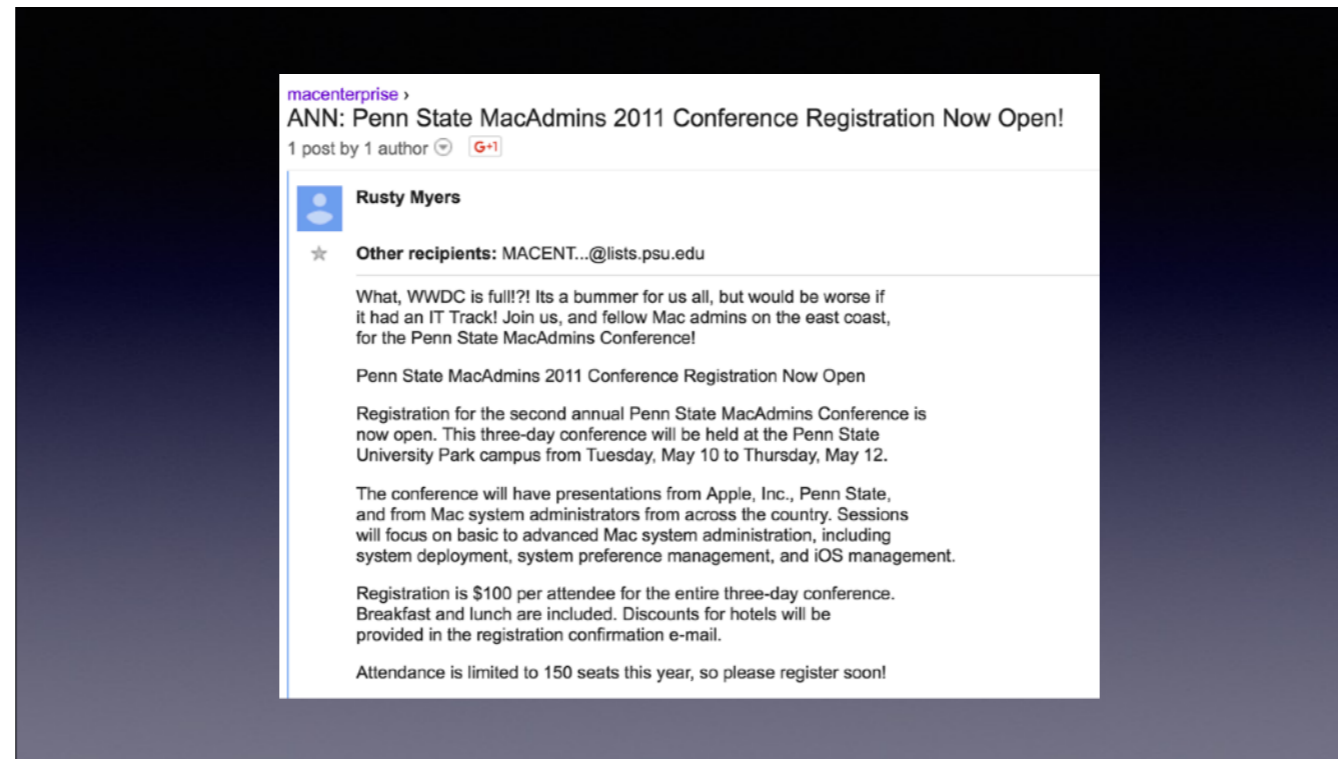 macenterprise ›
ANN: Penn State MacAdmins 2011 Conference Registration Now Open!
1 post by 1 author G+1
Rusty Myers
Other recipients: MACENT...@lists.psu.edu
What, WWDC is full!?! Its a bummer for us all, but would be worse if
it had an IT Track! Join us, and fellow Mac admins on the east coast,
for the Penn State MacAdmins Conference!
Penn State MacAdmins 2011 Conference Registration Now Open
Registration for the second annual Penn State MacAdmins Conference is
now open. This three-day conference will be held at the Penn State
University Park campus from Tuesday, May 10 to Thursday, May 12.
The conference will have presentations from Apple, Inc., Penn State,
and from Mac system administrators from across the country. Sessions
will focus on basic to advanced Mac system administration, including
system deployment, system preference management, and iOS management.
Registration is $100 per attendee for the entire three-day conference.
Breakfast and lunch are included. Discounts for hotels will be
provided in the registration confirmation e-mail.
Attendance is limited to 150 seats this year, so please register soon!